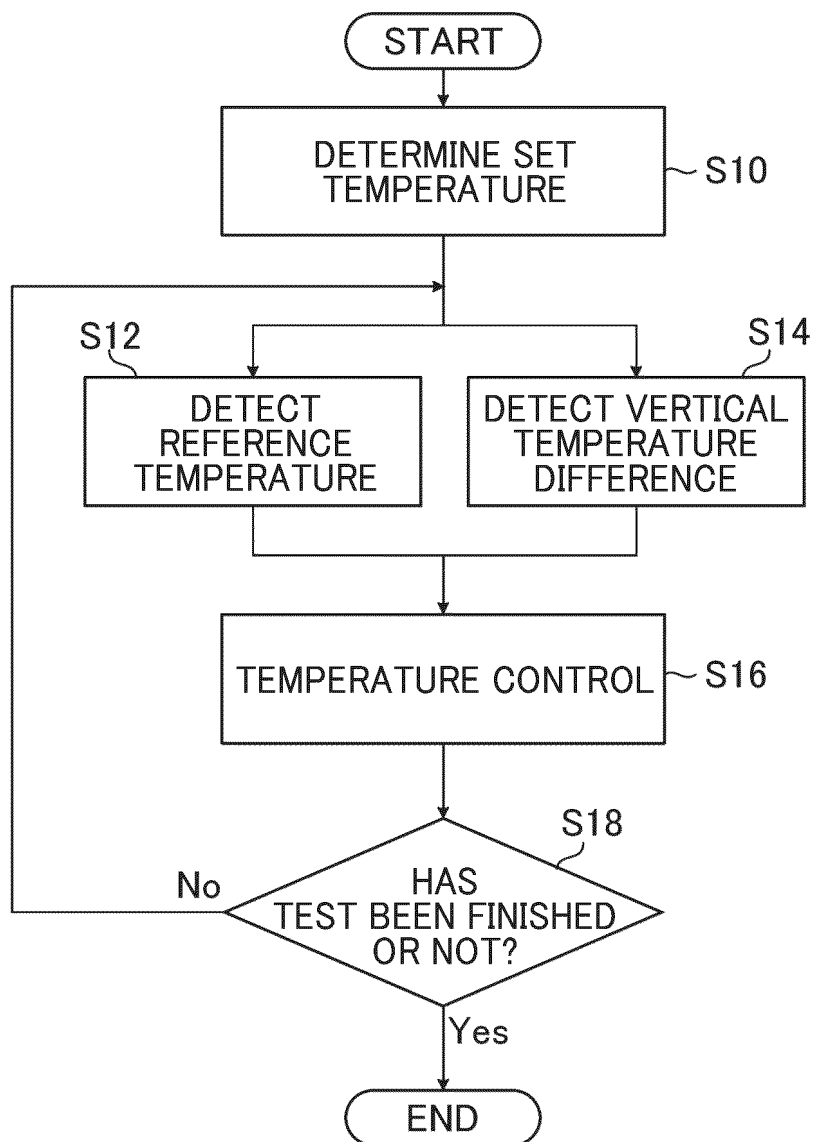 START
DETERMINE SET
TEMPERATURE
S10
S12
S14
DETECT
REFERENCE
TEMPERATURE
DETECT VERTICAL
TEMPERATURE
DIFFERENCE
TEMPERATURE CONTROL
S16
S18
No
HAS
TEST BEEN FINISHED
OR NOT?
Yes
END